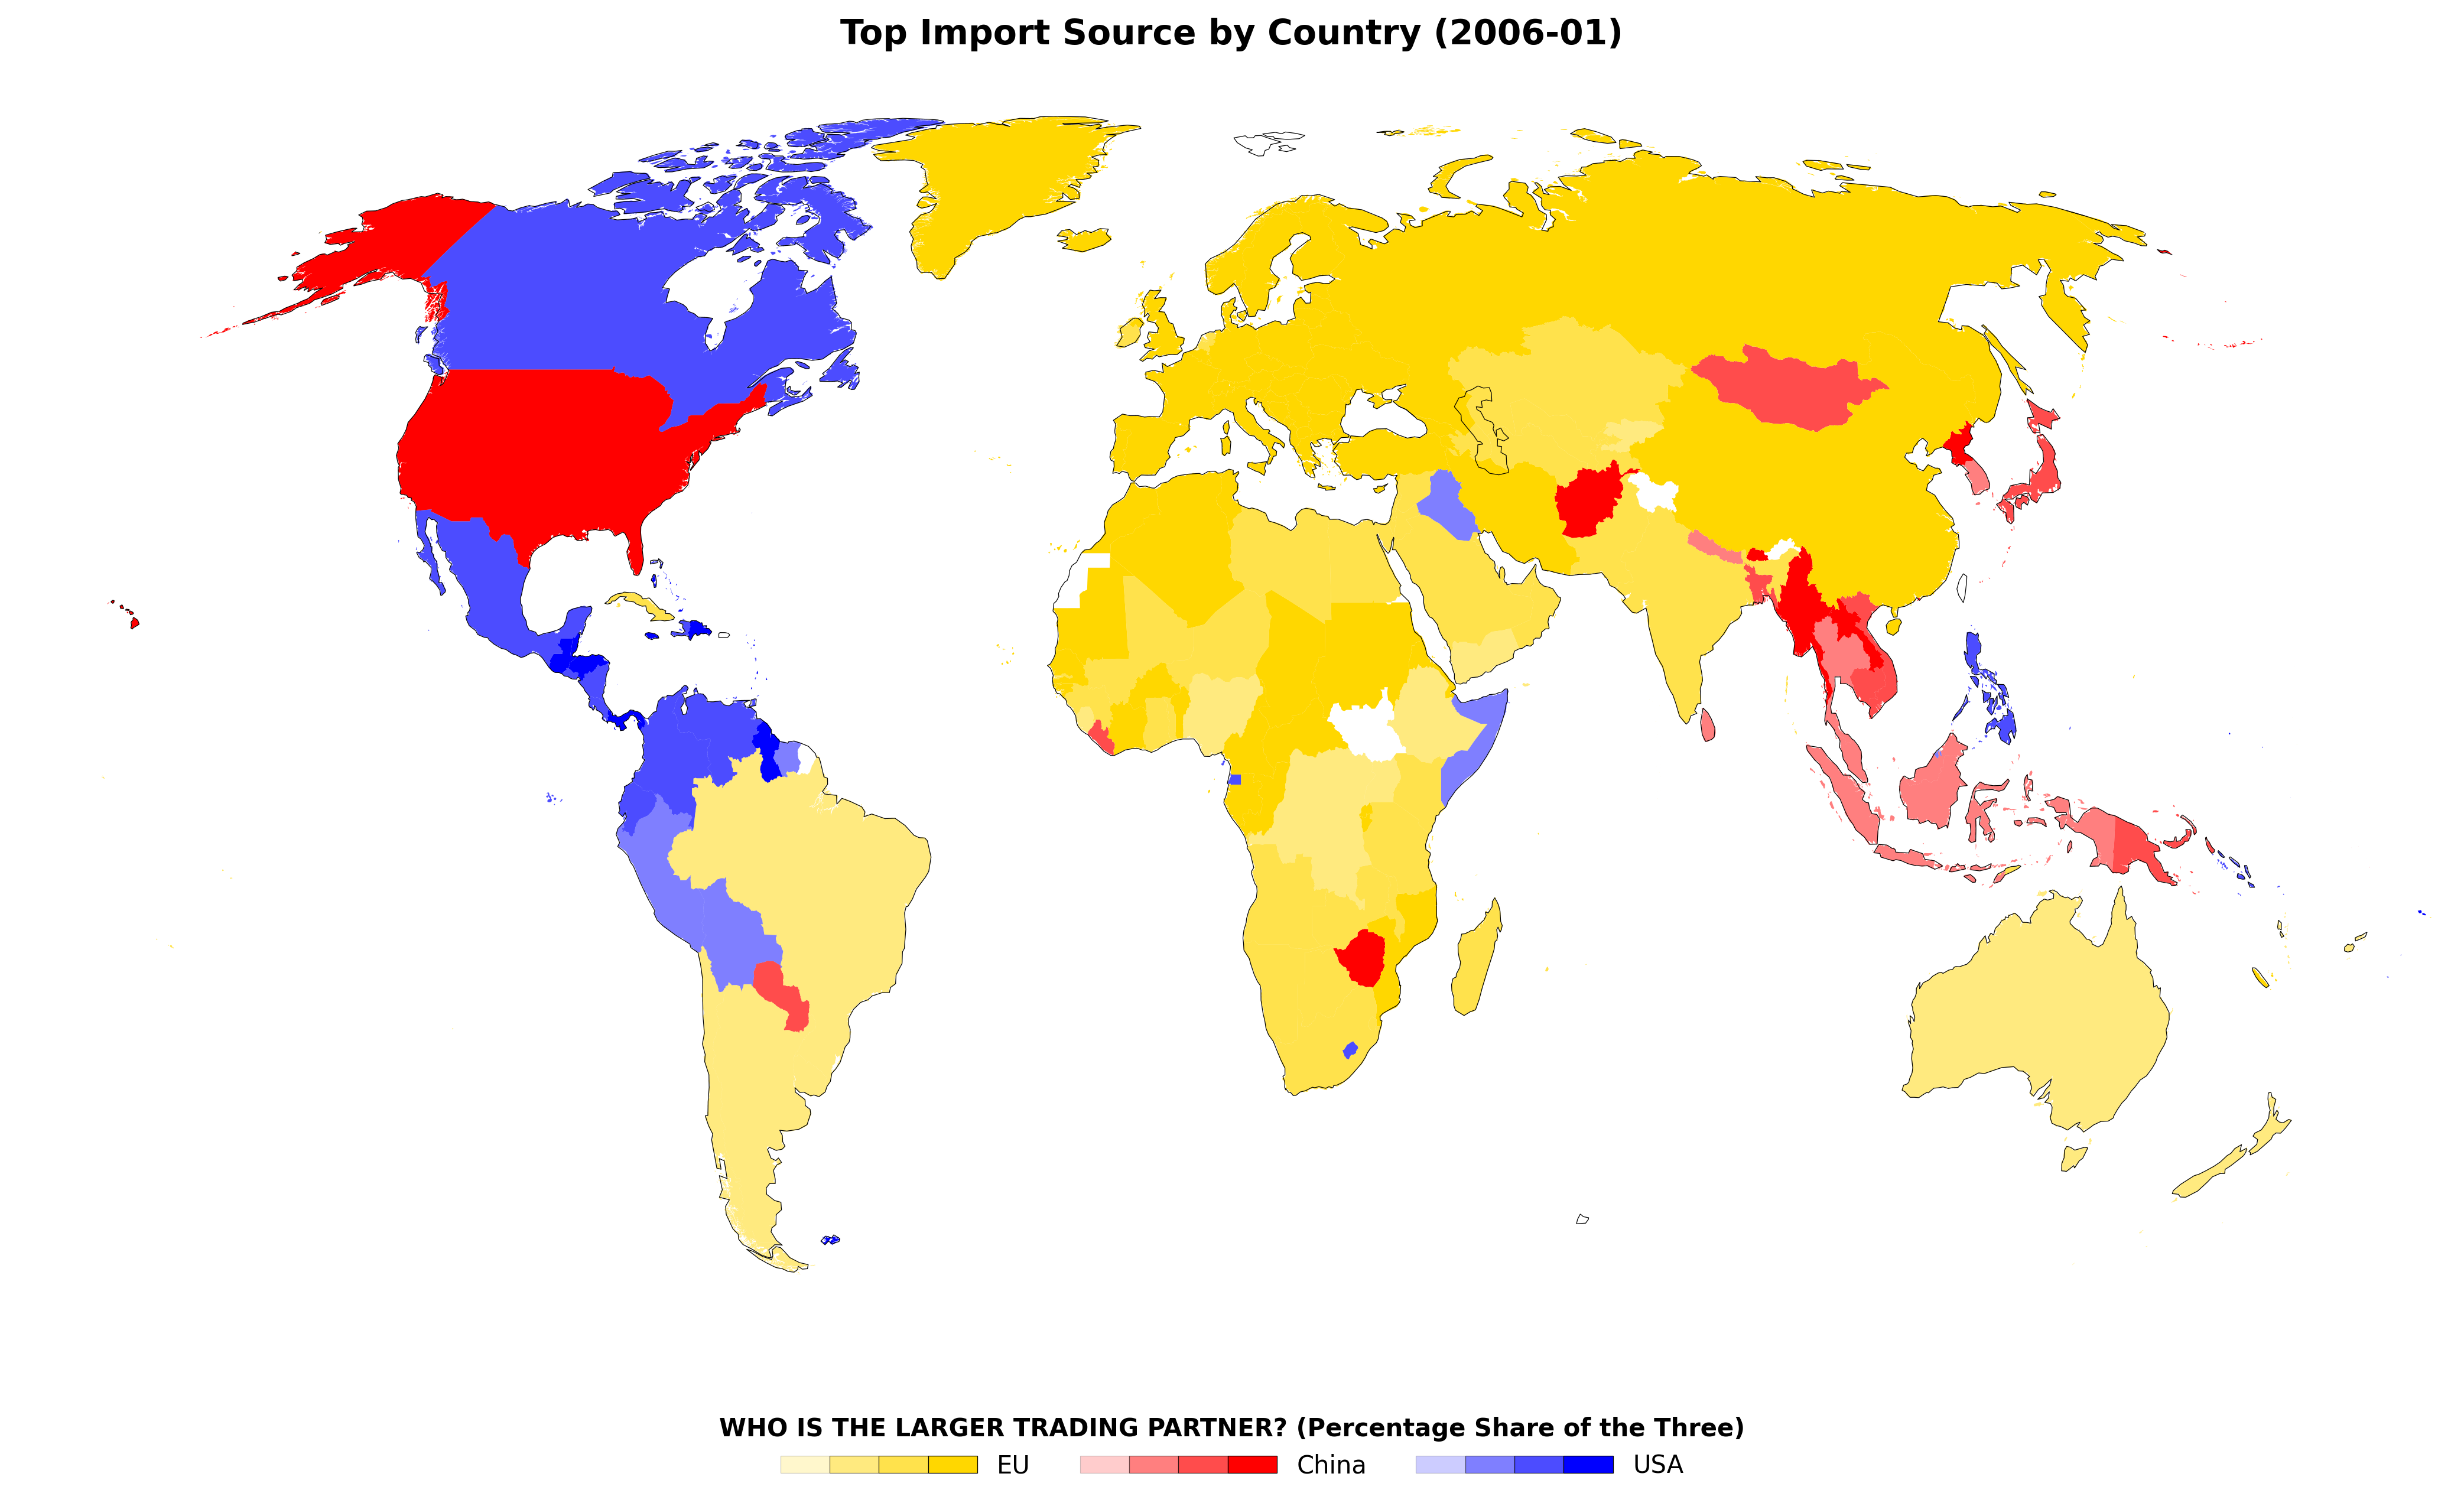 Top Import Source by Country (2006-01)
WHO IS THE LARGER TRADING PARTNER? (Percentage Share of the Three)
EU China USA